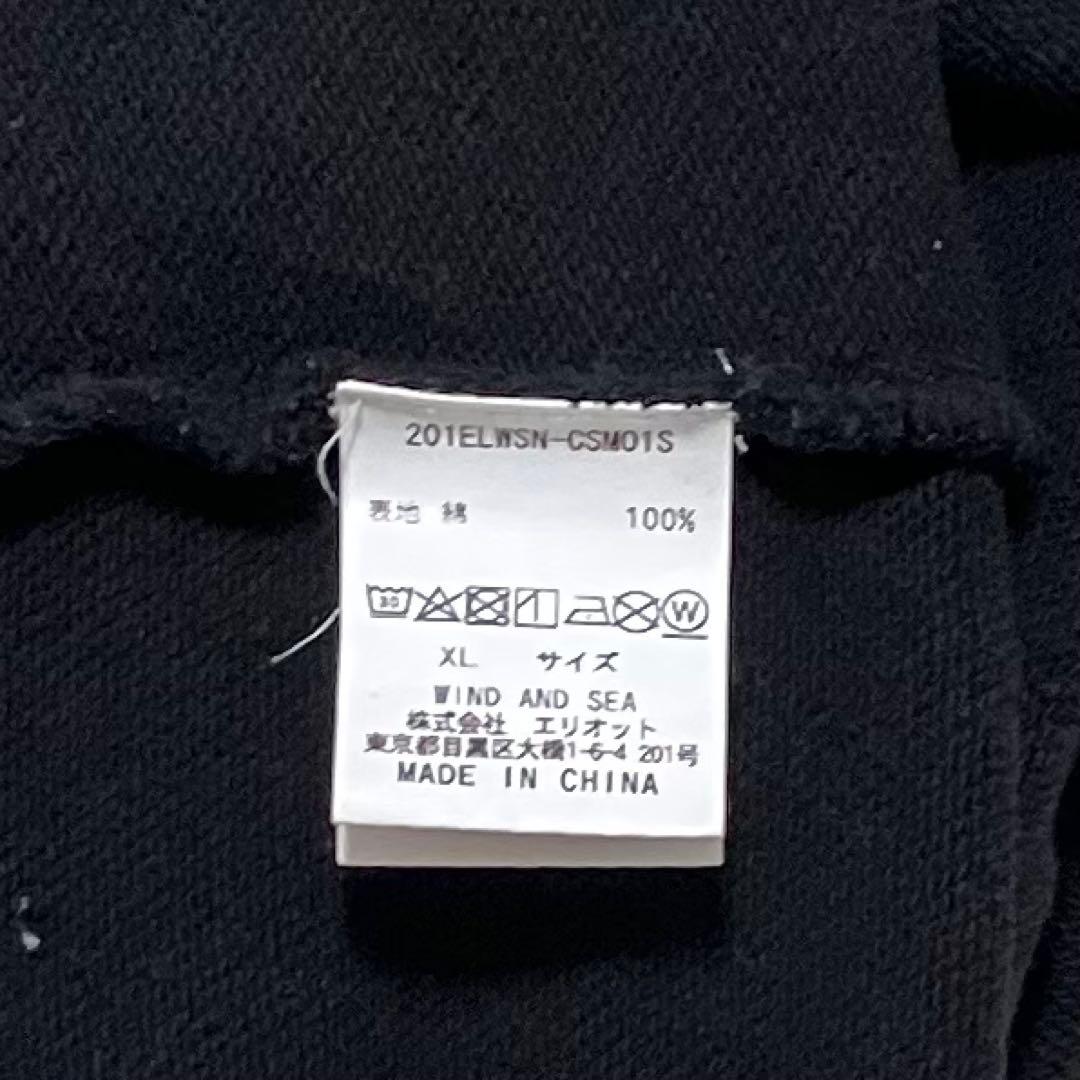 201ELWSN-CSM01S
表地 綿 100%
30 W
XL サイズ
WIND AND SEA
株式会社 エリオット
東京都目黒区大橋1-6-4 201号
MADE IN CHINA